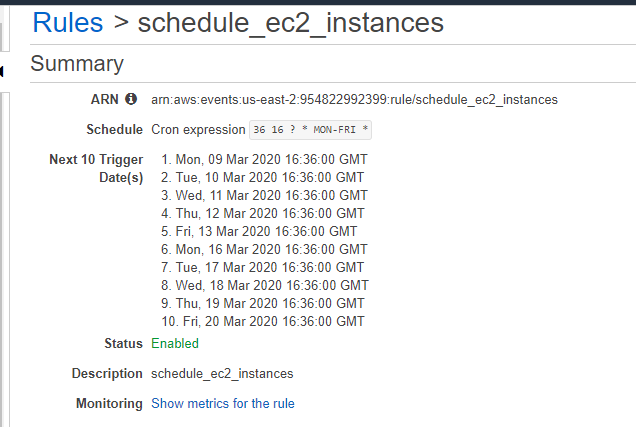 Rules > schedule_ec2_instances
Summary
ARN arn:aws:events:us-east-2:954822992399:rule/schedule_ec2_instances
Schedule Cron expression 36 16 ? * MON-FRI *
Next 10 Trigger Date(s)
1. Mon, 09 Mar 2020 16:36:00 GMT
2. Tue, 10 Mar 2020 16:36:00 GMT
3. Wed, 11 Mar 2020 16:36:00 GMT
4. Thu, 12 Mar 2020 16:36:00 GMT
5. Fri, 13 Mar 2020 16:36:00 GMT
6. Mon, 16 Mar 2020 16:36:00 GMT
7. Tue, 17 Mar 2020 16:36:00 GMT
8. Wed, 18 Mar 2020 16:36:00 GMT
9. Thu, 19 Mar 2020 16:36:00 GMT
10. Fri, 20 Mar 2020 16:36:00 GMT
Status Enabled
Description schedule_ec2_instances
Monitoring Show metrics for the rule